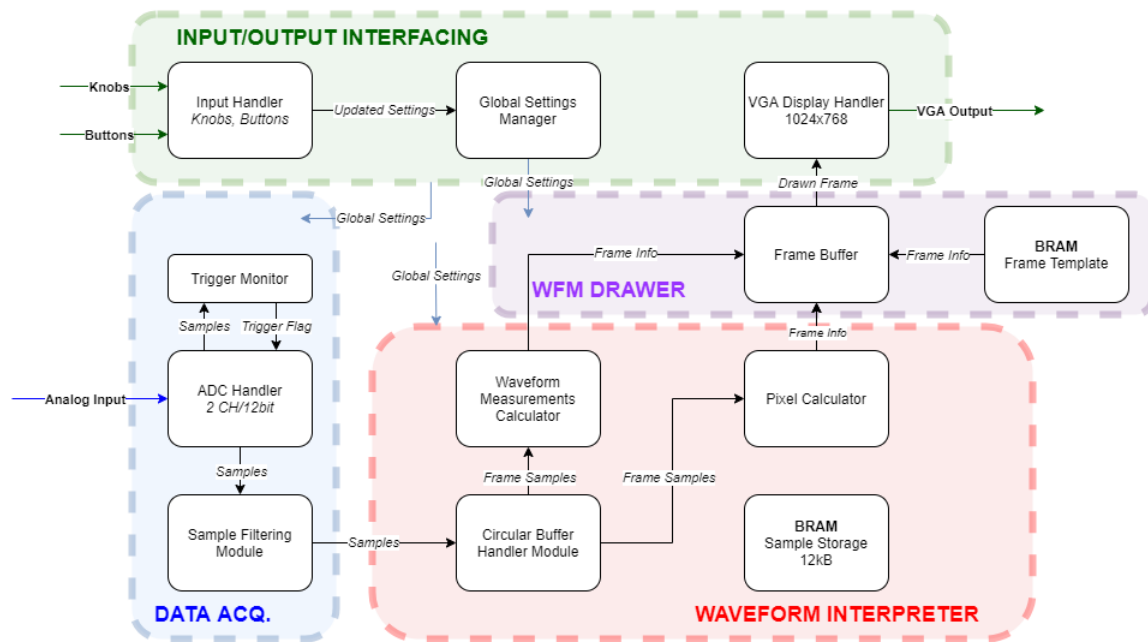 INPUT/OUTPUT INTERFACING
Knobs
Buttons
Input Handler
Knobs, Buttons
Updated Settings
Global Settings
Manager
VGA Display Handler
1024x768
VGA Output
Global Settings
Drawn Frame
Global Settings
Global Settings
Trigger Monitor
Samples
Trigger Flag
Frame Info
Frame Buffer
Frame Info
BRAM
Frame Template
WFM DRAWER
Frame Info
Analog Input
ADC Handler
2 CH/12bit
Waveform
Measurements
Calculator
Pixel Calculator
Samples
Frame Samples
Frame Samples
Sample Filtering
Module
Samples
Circular Buffer
Handler Module
BRAM
Sample Storage
12kB
DATA ACQ.
WAVEFORM INTERPRETER